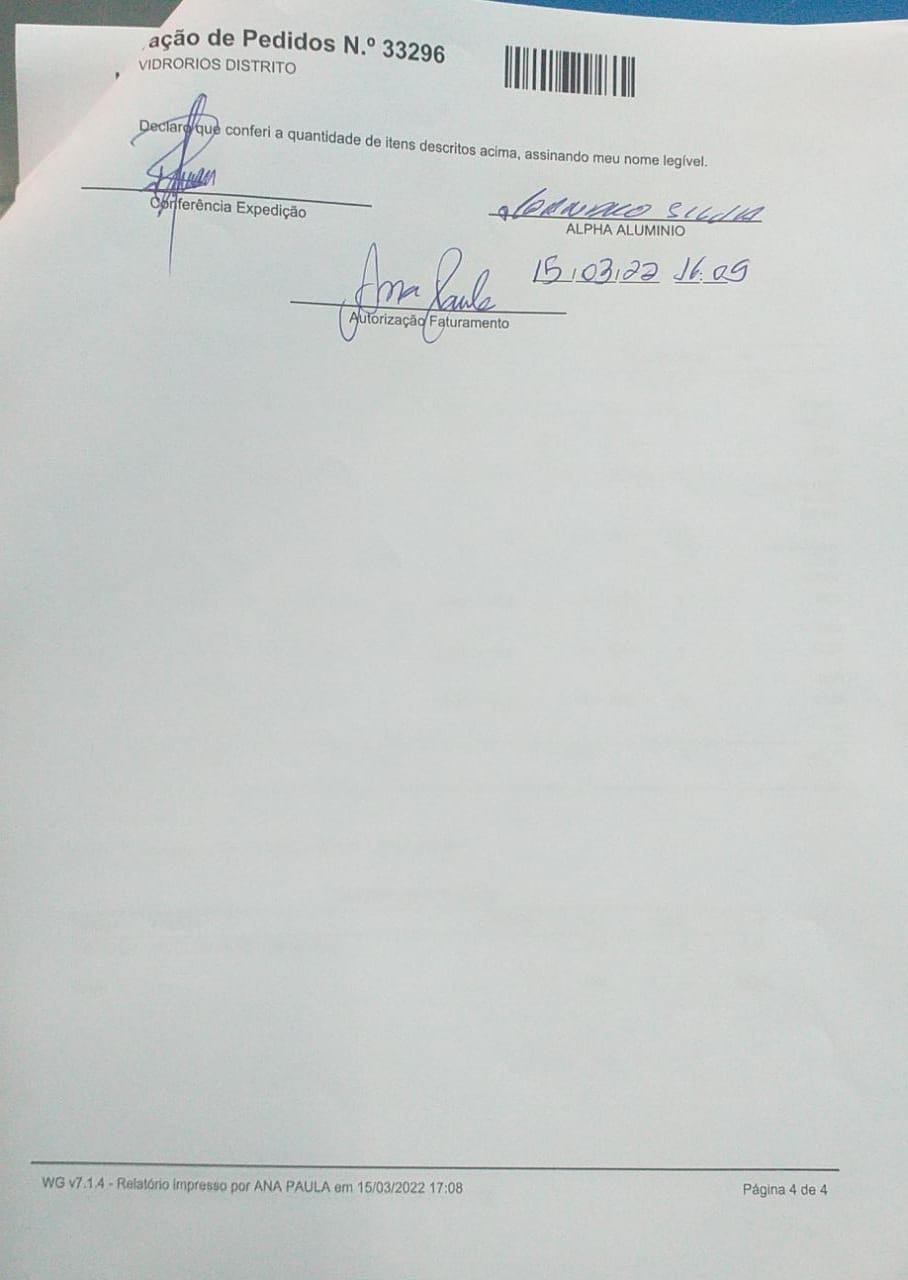 ação de Pedidos N.º 33296
VIDRORIOS DISTRITO
Declaro que conferi a quantidade de itens descritos acima, assinando meu nome legível.
Conferência Expedição
ALPHA ALUMINIO
15/03/22 16:09
Ana Paula
Autorização Faturamento
WG v7.1.4 - Relatório impresso por ANA PAULA em 15/03/2022 17:08
Página 4 de 4